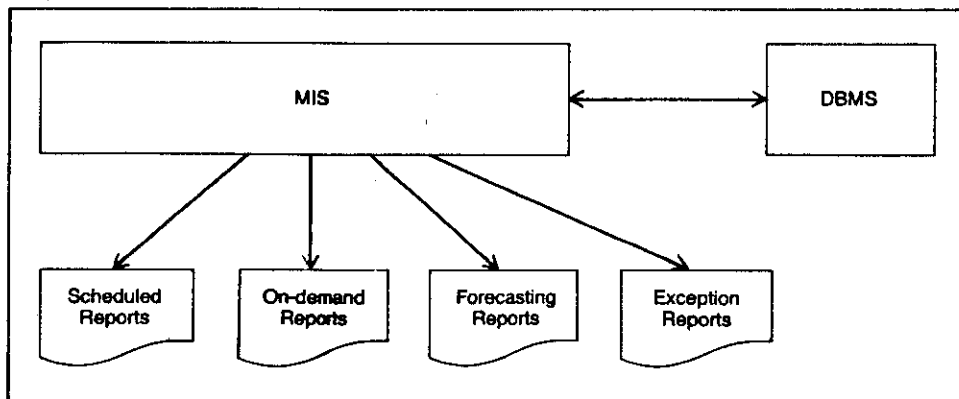 MIS
DBMS
Scheduled
Reports
On-demand
Reports
Forecasting
Reports
Exception
Reports